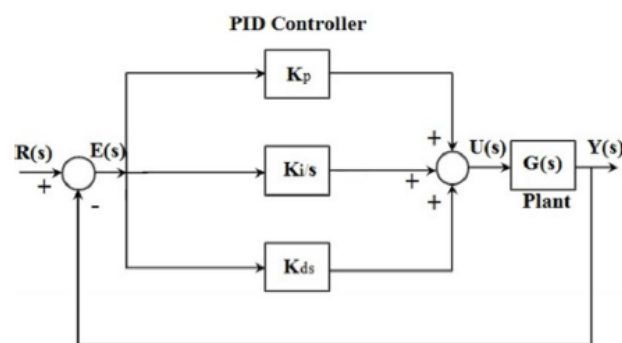 PID Controller
Kp
+
R(s) E(s) U(s) Y(s)
+ Ki/s + G(s)
- + Plant
Kds